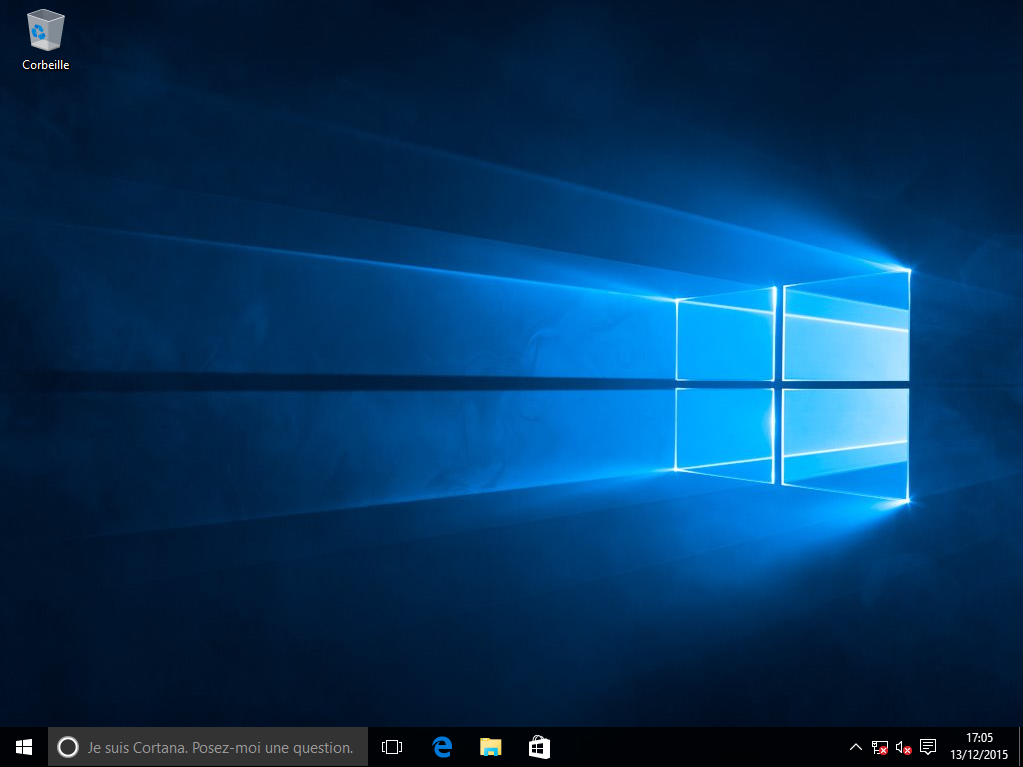 Corbeille
Je suis Cortana. Posez-moi une question.
17:05
13/12/2015